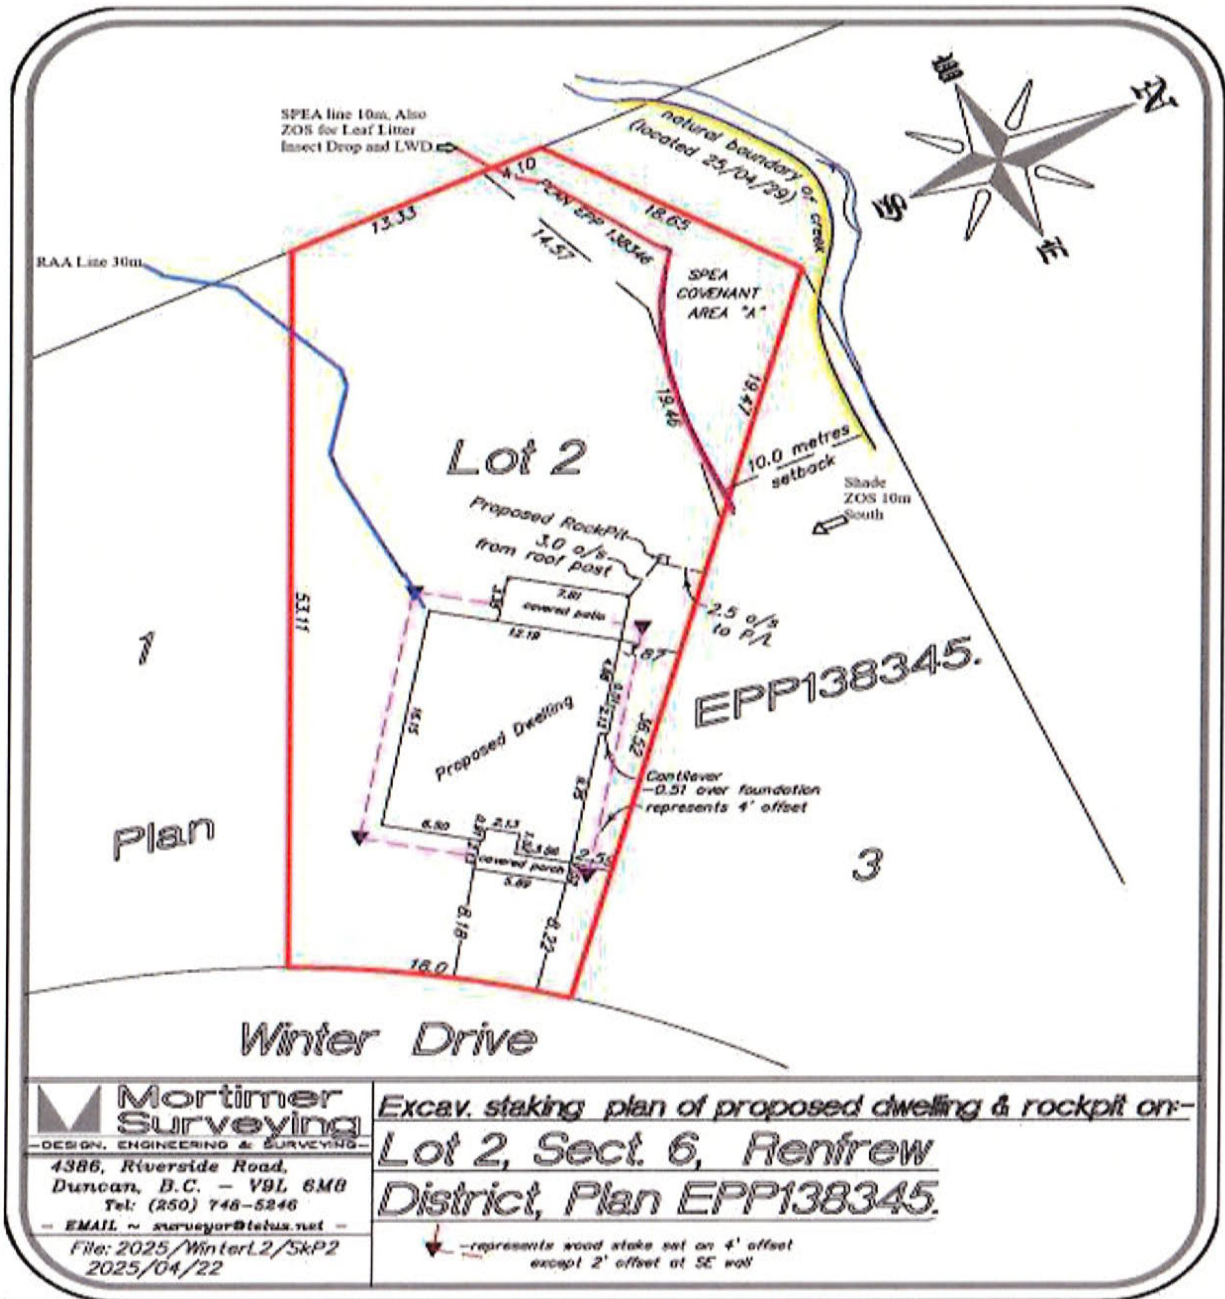 W
N
S
E
SPEA line 10m, Also
ZOS for Leaf Litter
Insect Drop and LWD
natural boundary of creek
(located 25/04/29)
4.10
13.33
PLAN EPP 138346
18.65
14.57
RAA Line 30m
SPEA
COVENANT
AREA "A"
19.46
19.47
10.0 metres
setback
Lot 2
Shade
ZOS 10m
South
Proposed RockPit
3.0 o/s
from roof post
7.81
covered patio
12.19
2.5 o/s
to P/L
53.11
1
EPP138345.
16.15
36.52
Proposed Dwelling
Cantilever
-0.51 over foundation
represents 4' offset
Plan
6.50
2.13
covered porch
5.69
3
8.18
8.22
18.0
Winter Drive
Mortimer
Surveying
-DESIGN, ENGINEERING & SURVEYING-
4386, Riverside Road,
Duncan, B.C. - V9L 6M8
Tel: (250) 748-5246
- EMAIL ~ surveyor@telus.net -
File: 2025/WinterL2/SkP2
2025/04/22
Excav. staking plan of proposed dwelling & rockpit on:-
Lot 2, Sect. 6, Renfrew
District, Plan EPP138345.
-represents wood stake set on 4' offset
except 2' offset at SE wall